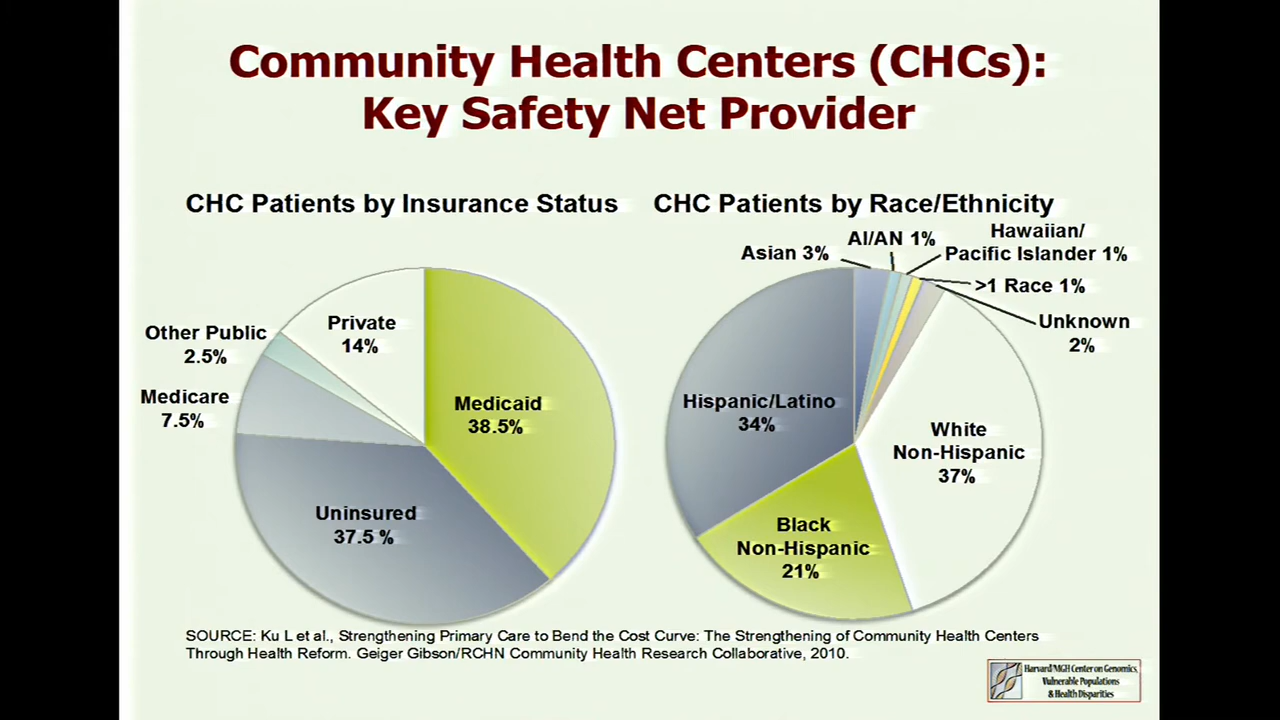 Community Health Centers (CHCs):
Key Safety Net Provider
CHC Patients by Insurance Status
Private
14%
Other Public
2.5%
Medicare
7.5%
Medicaid
38.5%
Uninsured
37.5 %
CHC Patients by Race/Ethnicity
Asian 3%
AI/AN 1%
Hawaiian/
Pacific Islander 1%
>1 Race 1%
Unknown
2%
Hispanic/Latino
34%
White
Non-Hispanic
37%
Black
Non-Hispanic
21%
SOURCE: Ku L et al., Strengthening Primary Care to Bend the Cost Curve: The Strengthening of Community Health Centers
Through Health Reform. Geiger Gibson/RCHN Community Health Research Collaborative, 2010.
Harvard/MGH Center on Genomics,
Vulnerable Populations
& Health Disparities